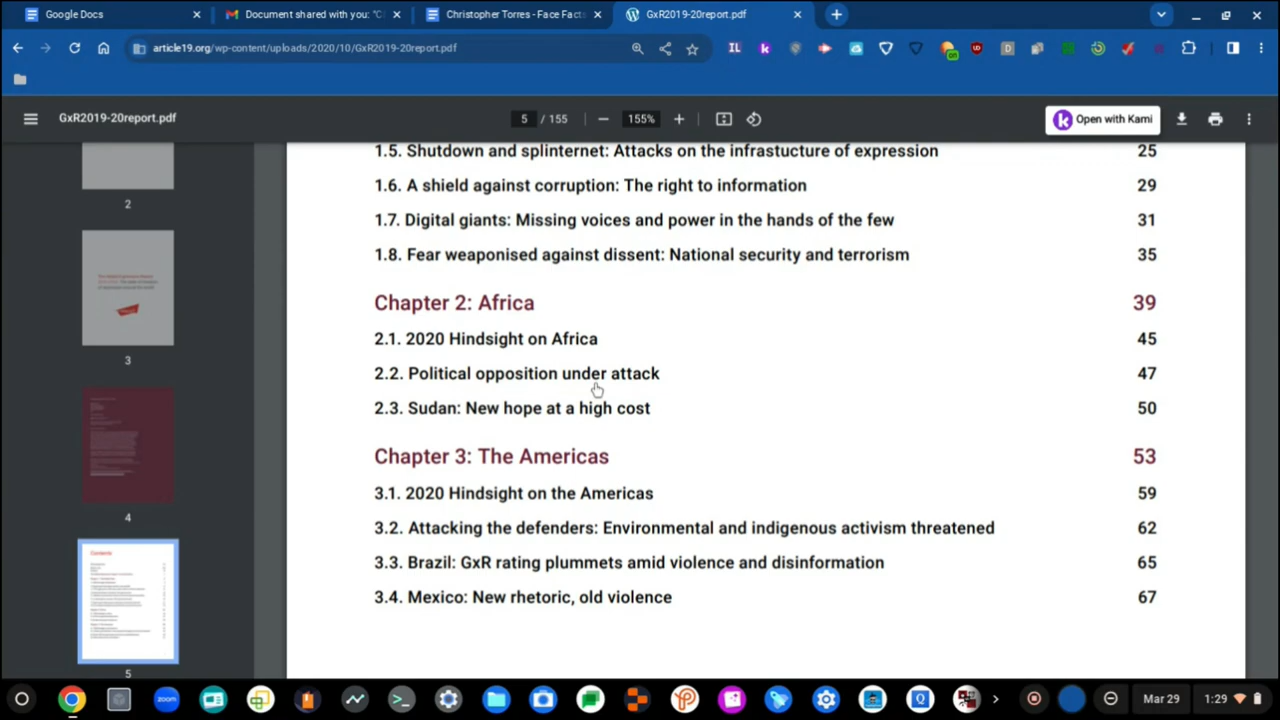 Google Docs
Document shared with you: "C
Christopher Torres - Face Facts
GxR2019-20report.pdf
article19.org/wp-content/uploads/2020/10/GxR2019-20report.pdf
GxR2019-20report.pdf
5 / 155
155%
Open with Kami
1.5. Shutdown and splinternet: Attacks on the infrastucture of expression 25
1.6. A shield against corruption: The right to information 29
1.7. Digital giants: Missing voices and power in the hands of the few 31
1.8. Fear weaponised against dissent: National security and terrorism 35
Chapter 2: Africa 39
2.1. 2020 Hindsight on Africa 45
2.2. Political opposition under attack 47
2.3. Sudan: New hope at a high cost 50
Chapter 3: The Americas 53
3.1. 2020 Hindsight on the Americas 59
3.2. Attacking the defenders: Environmental and indigenous activism threatened 62
3.3. Brazil: GxR rating plummets amid violence and disinformation 65
3.4. Mexico: New rhetoric, old violence 67
2
3
4
Contents
5
zoom
Mar 29
1:29